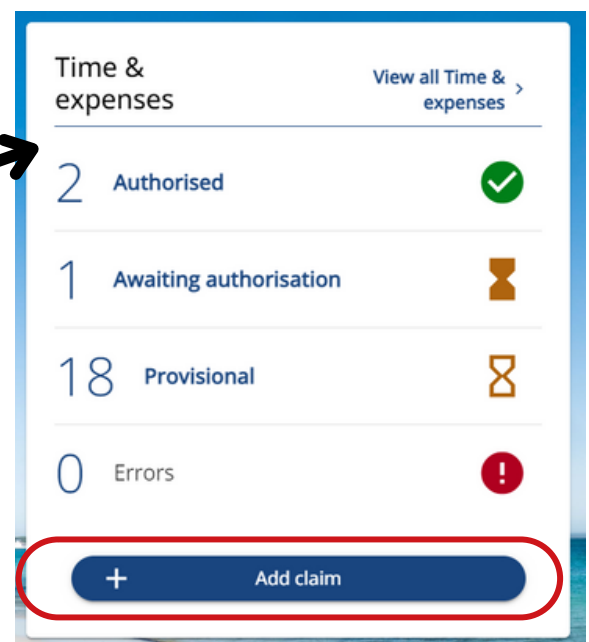 Time &
expenses
View all Time &
expenses
2 Authorised
1 Awaiting authorisation
18 Provisional
0 Errors
+ Add claim